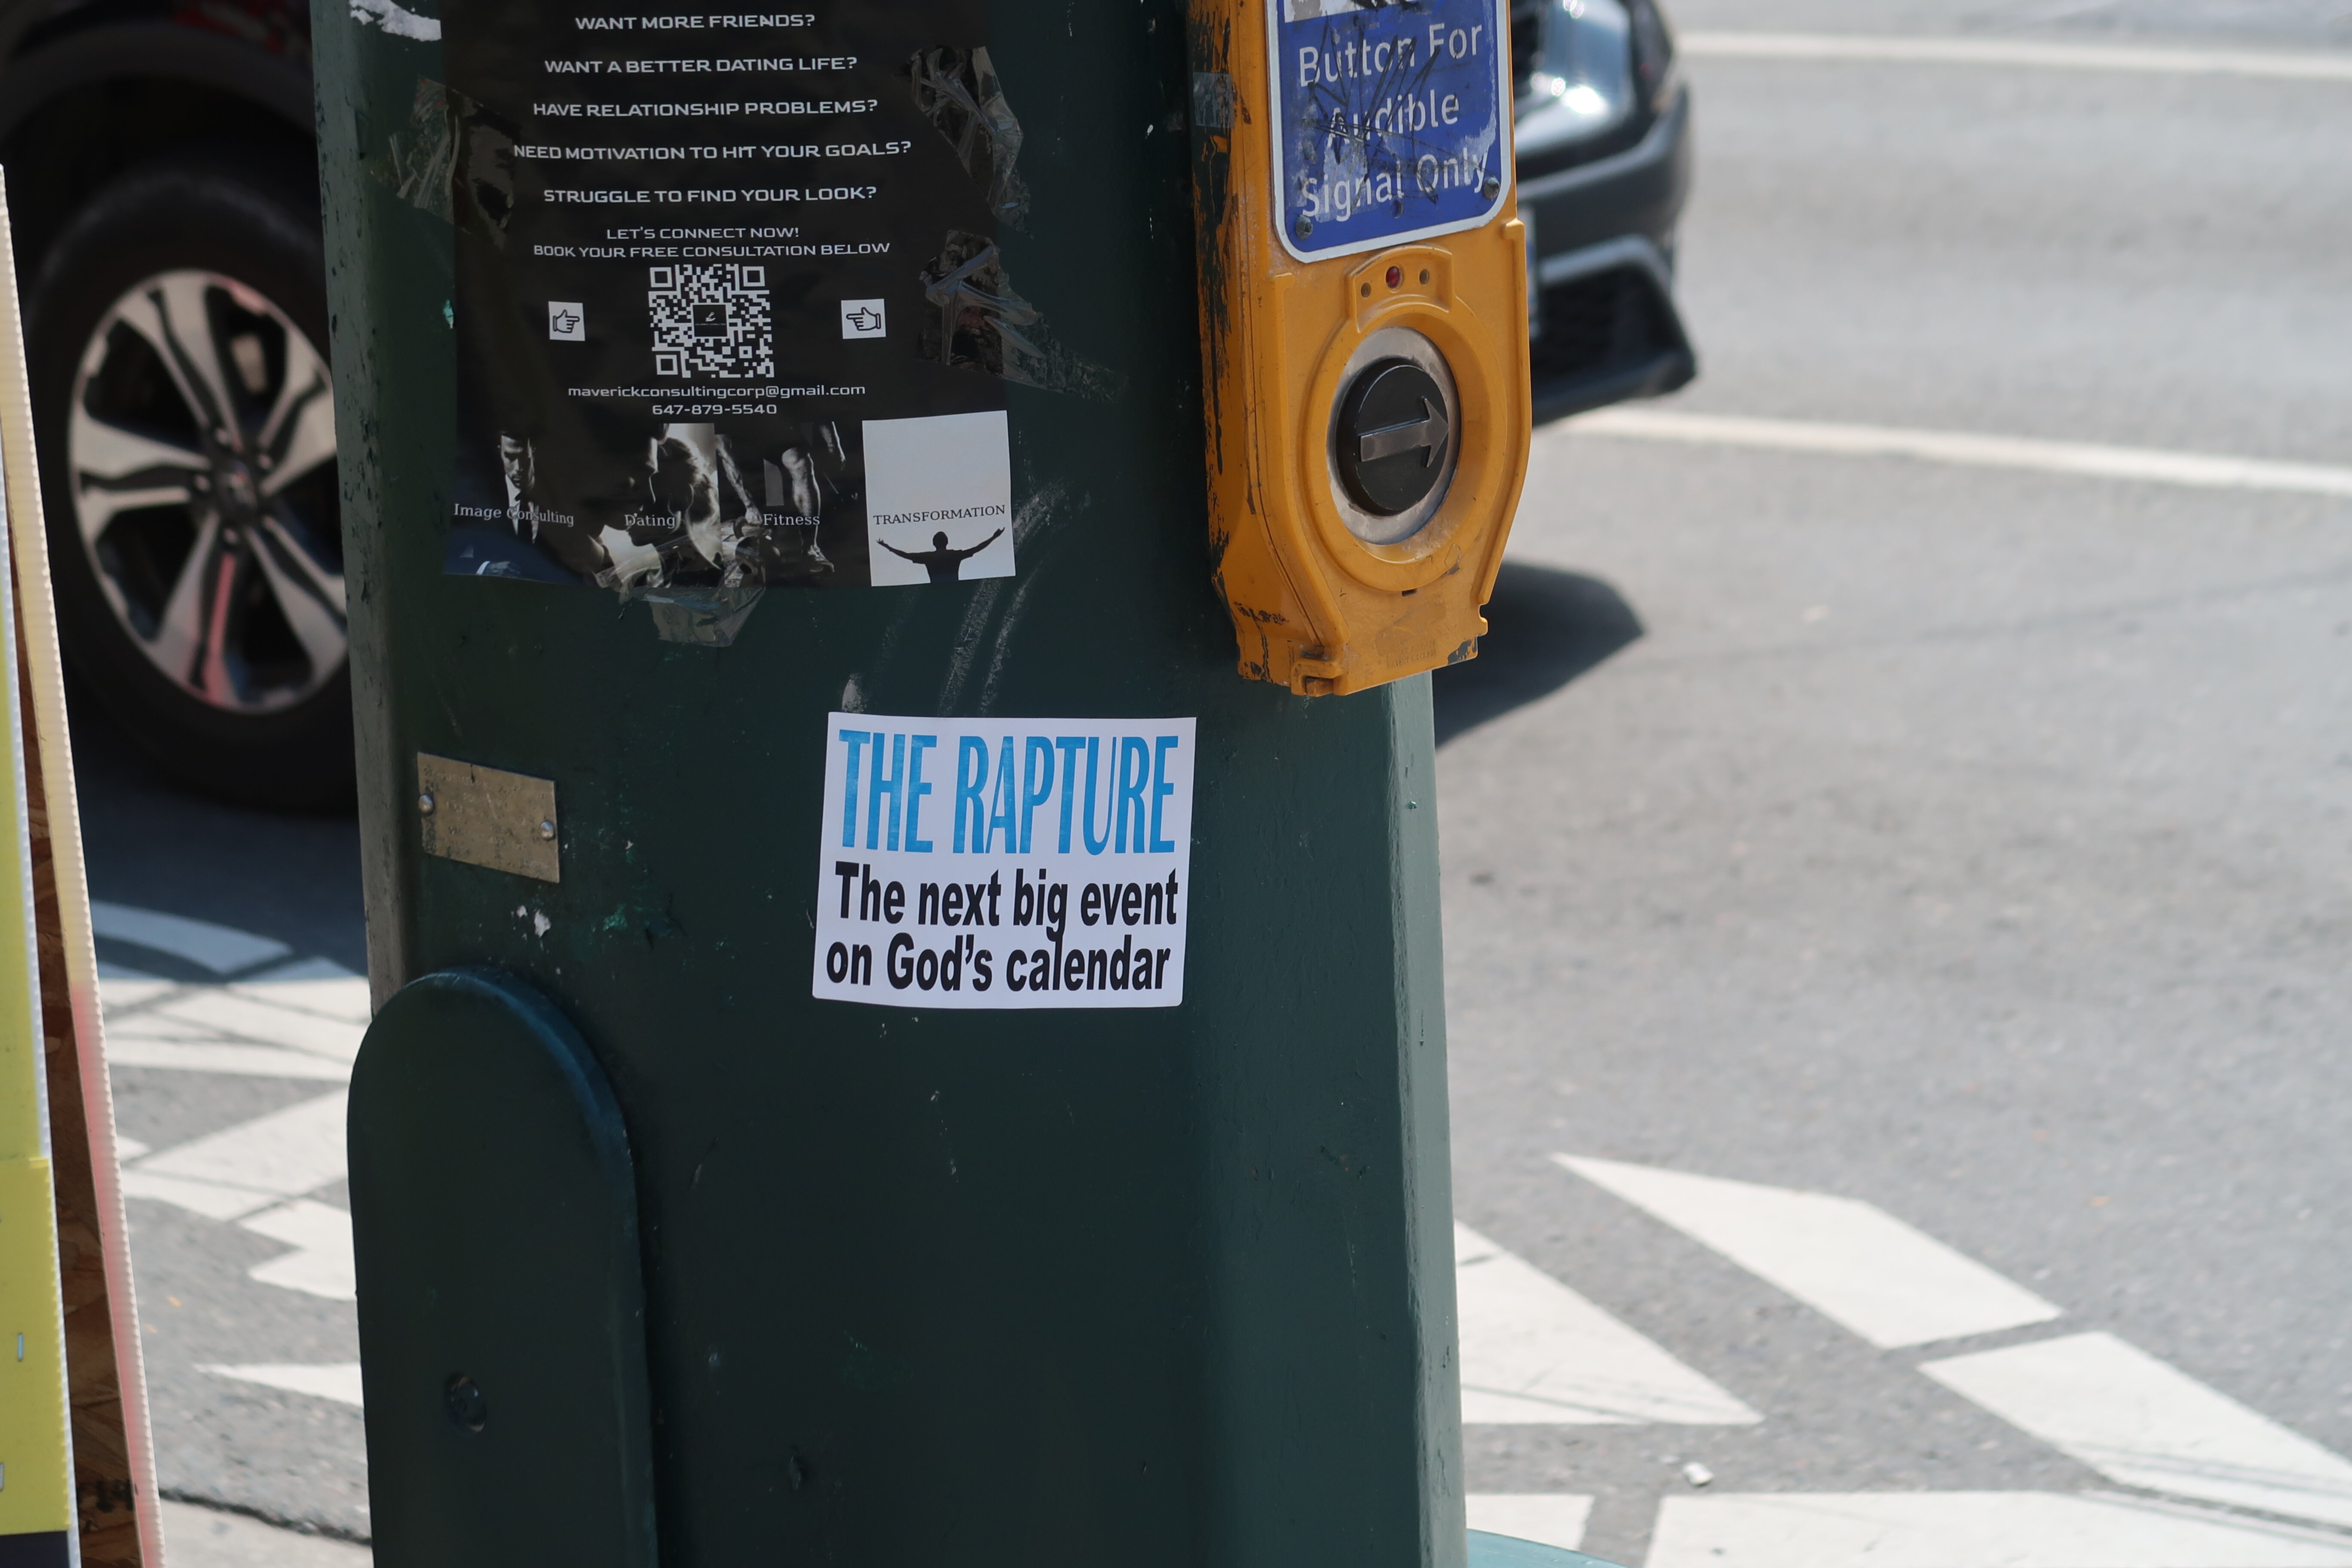 WANT MORE FRIENDS?
WANT A BETTER DATING LIFE?
HAVE RELATIONSHIP PROBLEMS?
NEED MOTIVATION TO HIT YOUR GOALS?
STRUGGLE TO FIND YOUR LOOK?
LET'S CONNECT NOW!
BOOK YOUR FREE CONSULTATION BELOW
maverickconsultingcorp@gmail.com
647-879-5540
Image Consulting
Dating
Fitness
TRANSFORMATION
Button For
Audible
Signal Only
THE RAPTURE
The next big event
on God's calendar